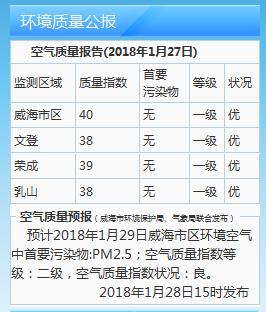 环境质量公报
空气质量报告(2018年1月27日)
监测区域 质量指数 首要污染物 等级 状况
威海市区 40 无 一级 优
文登 38 无 一级 优
荣成 39 无 一级 优
乳山 38 无 一级 优
空气质量预报（威海市环境保护局、气象局联合发布）
预计2018年1月29日威海市区环境空
气中首要污染物:PM2.5；空气质量指数等
级：二级，空气质量指数状况：良。
2018年1月28日15时发布